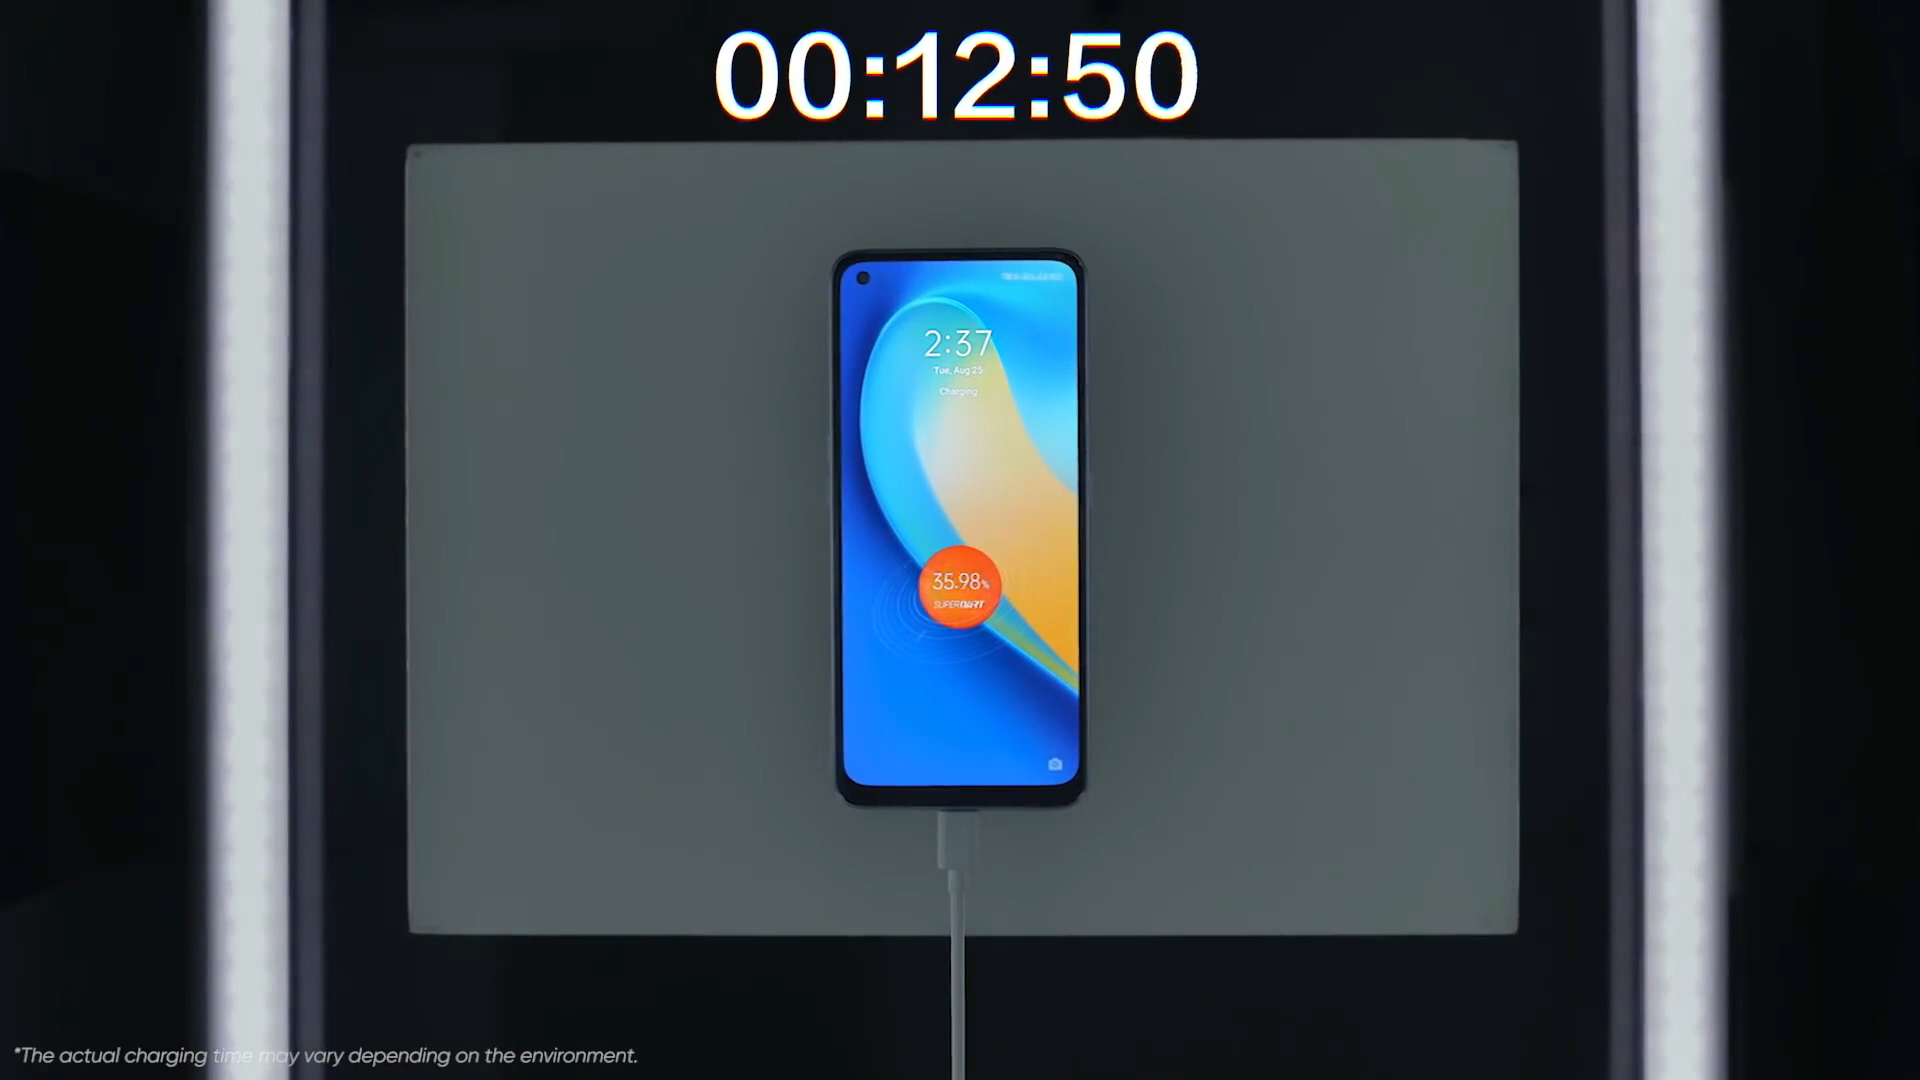 00:12:50
2:37
Tue, Aug 25
Charging
35.98%
SUPERDART
*The actual charging time may vary depending on the environment.